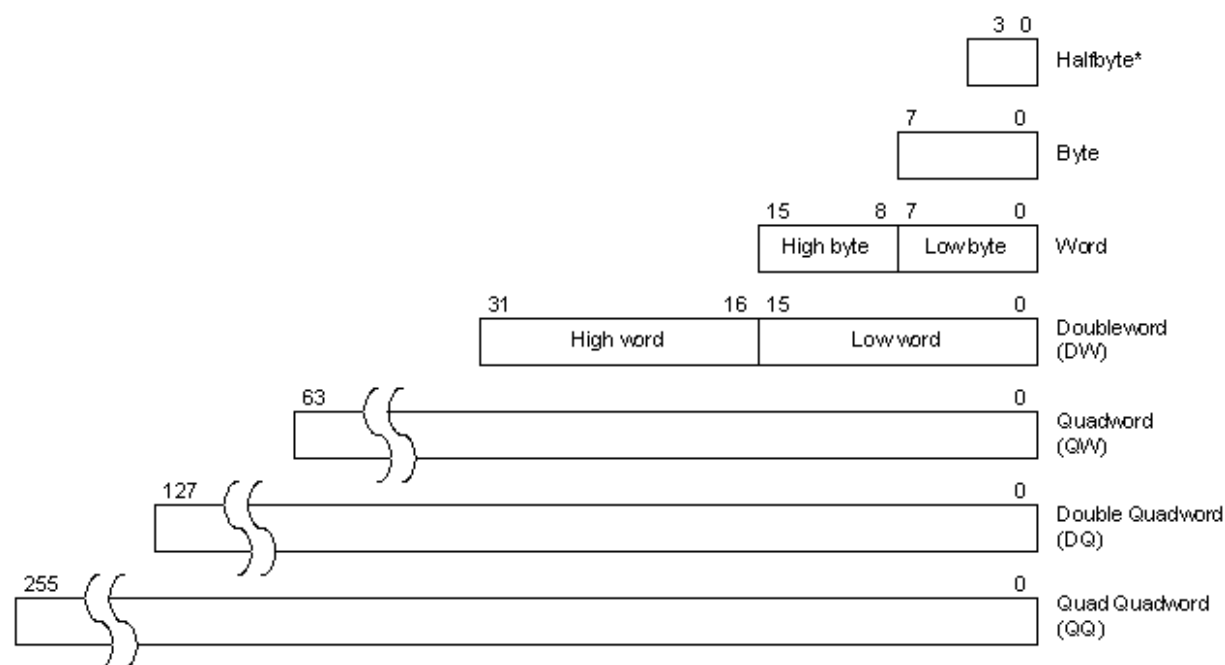 3 0
Halfbyte*
7 0
Byte
15 8 7 0
High byte Low byte Word
31 16 15 0
High word Low word Doubleword
(DW)
63 0
Quadword
(QW)
127 0
Double Quadword
(DQ)
255 0
Quad Quadword
(QQ)